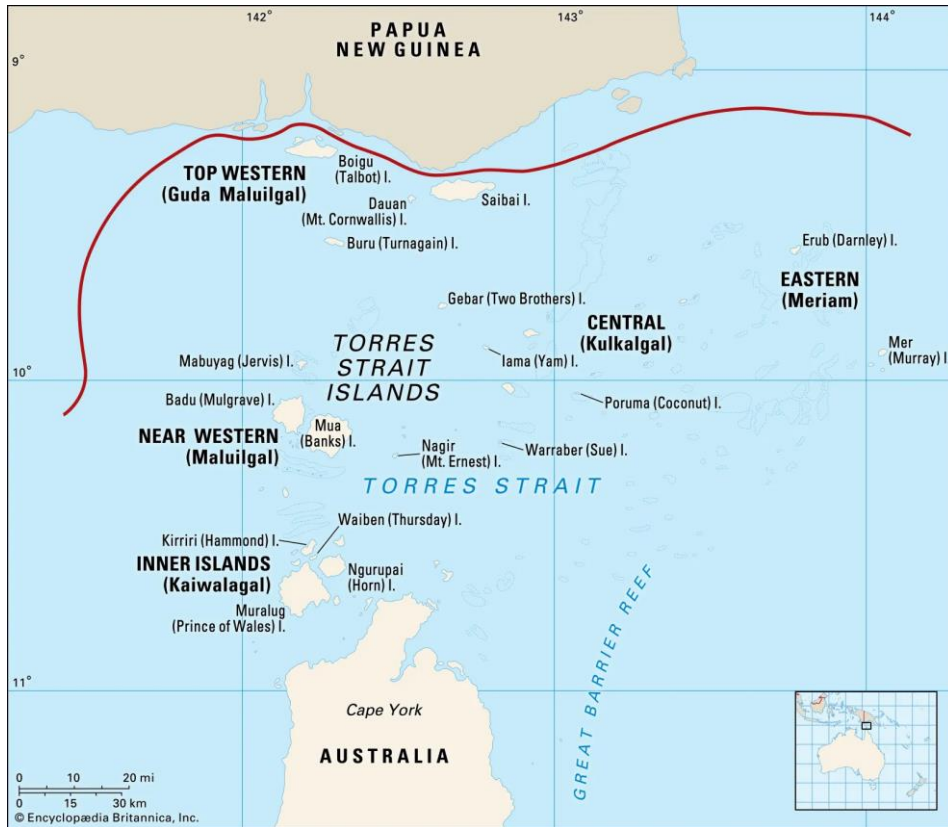 142°
143°
144°
PAPUA
NEW GUINEA
9°
TOP WESTERN
(Guda Maluilgal)
Boigu
(Talbot) I.
Dauan
(Mt. Cornwallis) I.
Saibai I.
Buru (Turnagain) I.
Erub (Darnley) I.
EASTERN
(Meriam)
Gebar (Two Brothers) I.
CENTRAL
(Kulkalgal)
TORRES
STRAIT
ISLANDS
Mabuyag (Jervis) I.
Iama (Yam) I.
Mer
(Murray) I
10°
Badu (Mulgrave) I.
Poruma (Coconut) I.
Mua
(Banks) I.
NEAR WESTERN
(Maluilgal)
Nagir
(Mt. Ernest) I.
Warraber (Sue) I.
TORRES STRAIT
Waiben (Thursday) I.
Kirriri (Hammond) I.
INNER ISLANDS
(Kaiwalagal)
Ngurupai
(Horn) I.
Muralug
(Prince of Wales) I.
GREAT BARRIER REEF
11°
Cape York
AUSTRALIA
0 10 20 mi
0 15 30 km
© Encyclopædia Britannica, Inc.